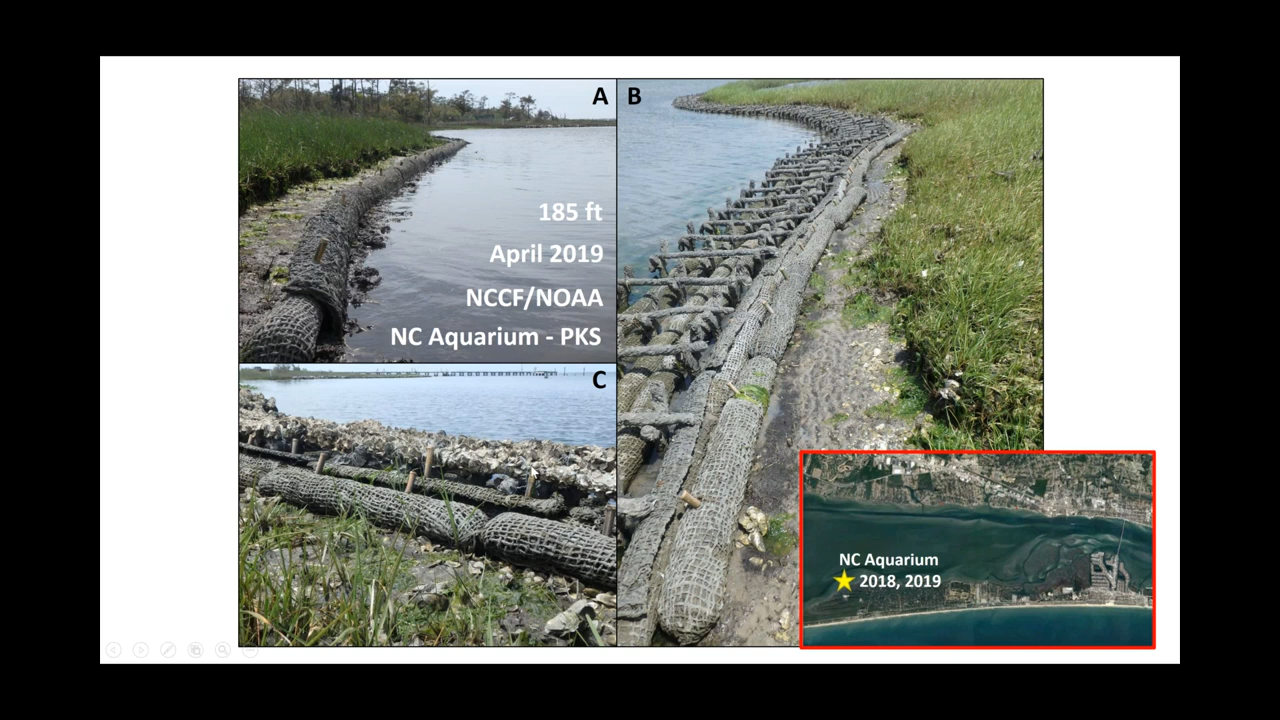 A
B
185 ft
April 2019
NCCF/NOAA
NC Aquarium - PKS
C
NC Aquarium
2018, 2019